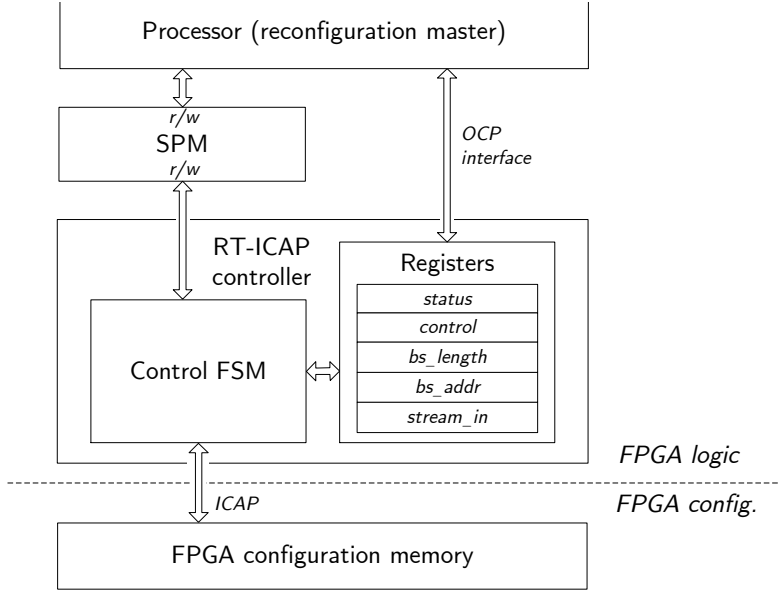 Processor (reconfiguration master)
r/w
SPM
r/w
OCP
interface
RT-ICAP
controller
Registers
status
control
bs_length
bs_addr
stream_in
Control FSM
FPGA logic
ICAP
FPGA config.
FPGA configuration memory